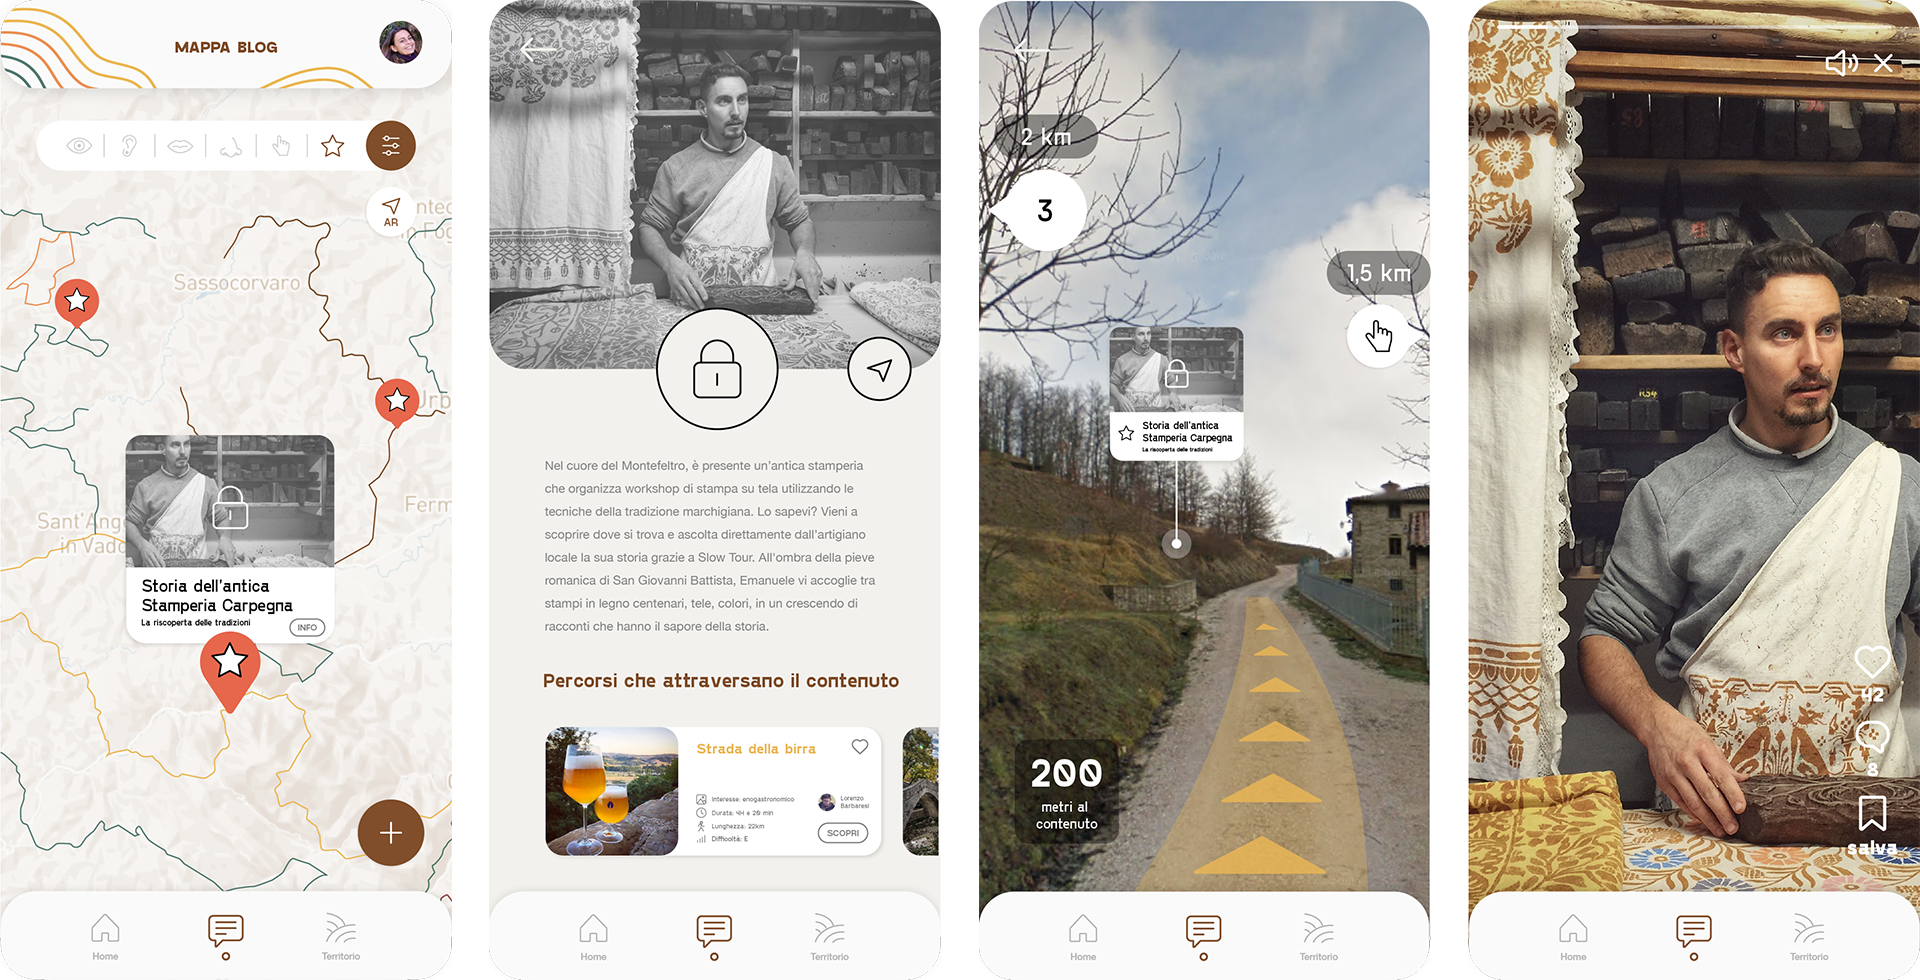 MAPPA BLOG
AR
Sassocorvaro
Sant'Ang
in Vado
Urb
Ferm
Storia dell'antica
Stamperia Carpegna
La riscoperta delle tradizioni
INFO
Home
Territorio
Nel cuore del Montefeltro, è presente un'antica stamperia
che organizza workshop di stampa su tela utilizzando le
tecniche della tradizione marchigiana. Lo sapevi? Vieni a
scoprire dove si trova e ascolta direttamente dall'artigiano
locale la sua storia grazie a Slow Tour. All'ombra della pieve
romanica di San Giovanni Battista, Emanuele vi accoglie tra
stampi in legno centenari, tele, colori, in un crescendo di
racconti che hanno il sapore della storia.
Percorsi che attraversano il contenuto
Strada della birra
Interesse: enogastronomico
Durata: 4H e 20 min
Lunghezza: 22km
Difficoltà: E
Lorenzo
Barbaresi
SCOPRI
Home
Territorio
2 km
3
1,5 km
Storia dell'antica
Stamperia Carpegna
La riscoperta delle tradizioni
200
metri al
contenuto
Home
Territorio
42
8
salva
Home
Territorio